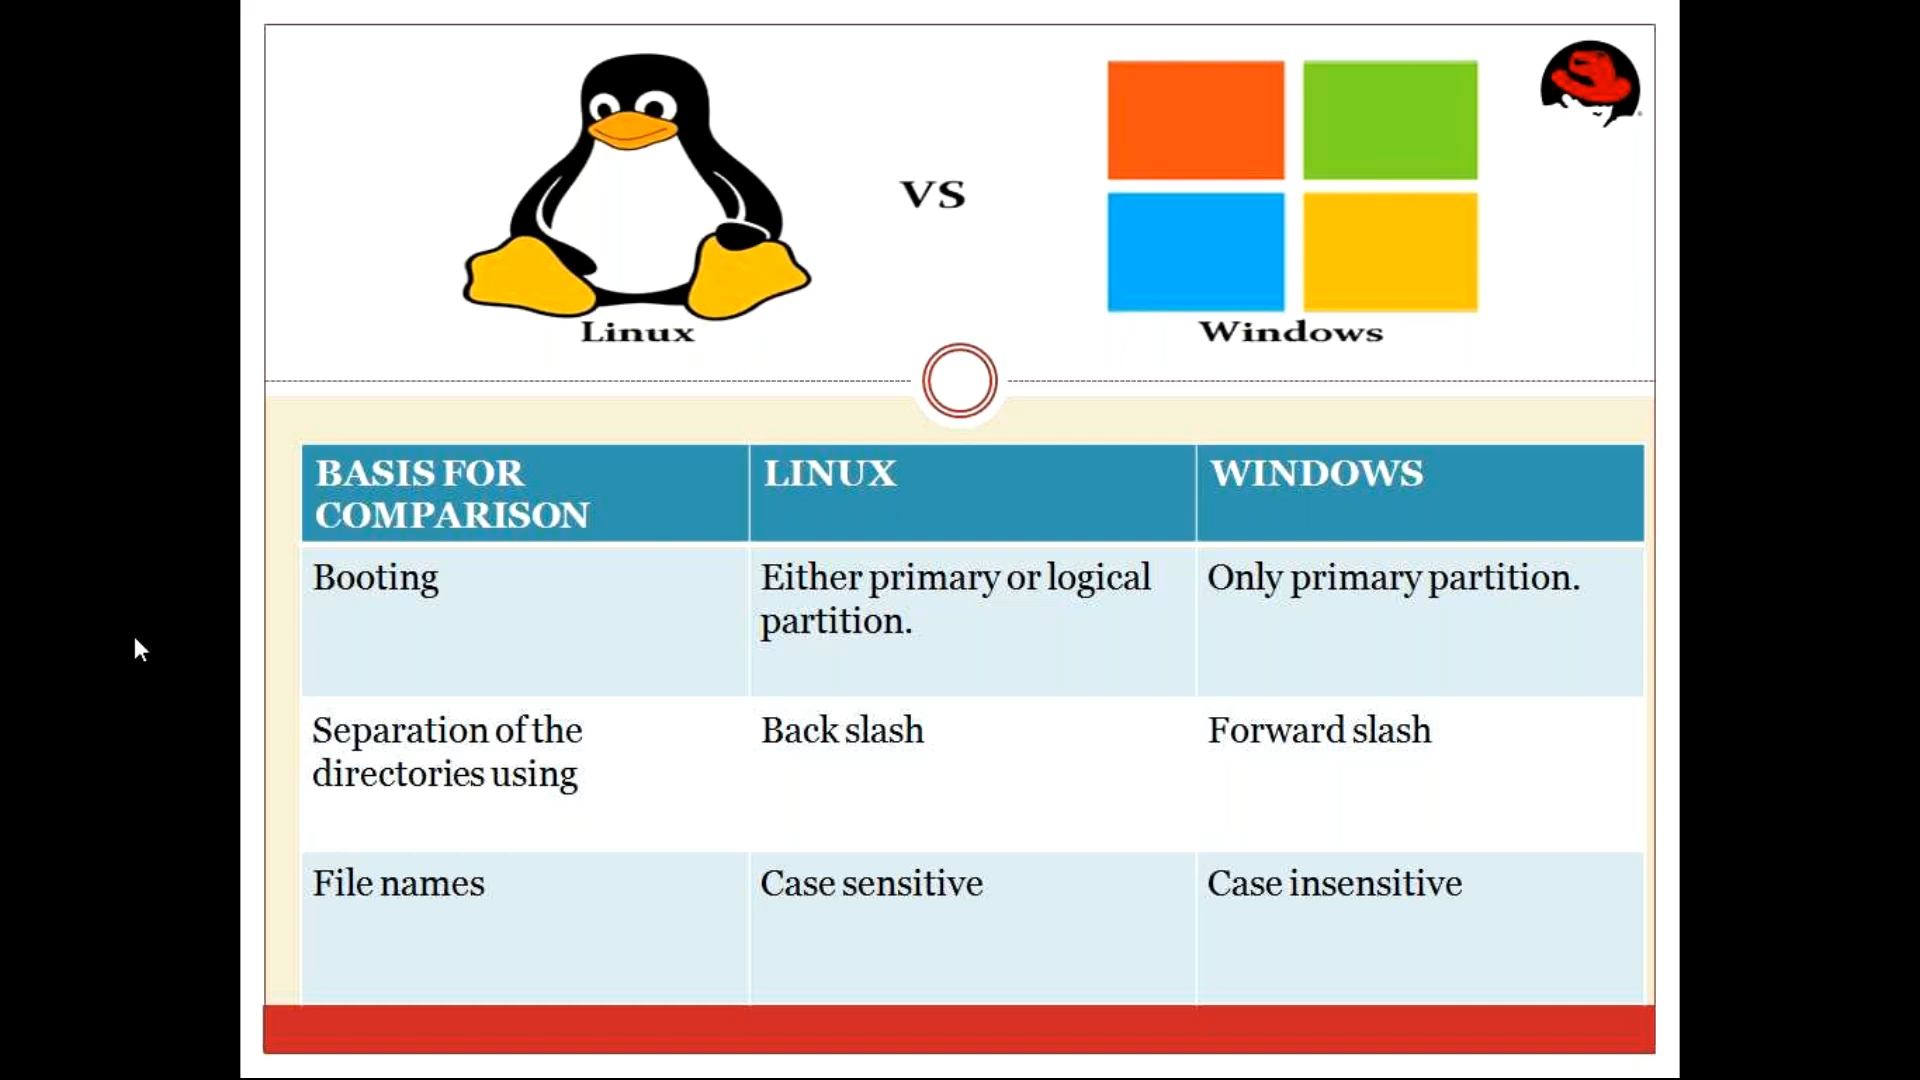 VS
Linux
Windows
BASIS FOR
COMPARISON
LINUX
WINDOWS
Booting
Either primary or logical
partition.
Only primary partition.
Separation of the
directories using
Back slash
Forward slash
File names
Case sensitive
Case insensitive